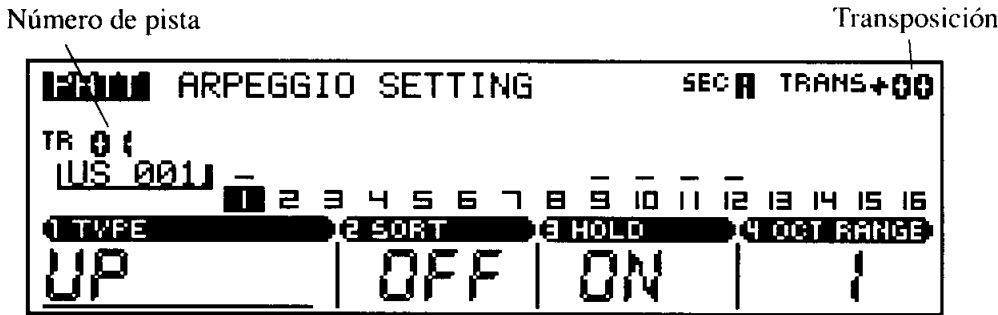 Número de pista Transposición
PATT ARPEGGIO SETTING SEC A TRANS+00
TR 01
US 001
1 2 3 4 5 6 7 8 9 10 11 12 13 14 15 16
1 TYPE 2 SORT 3 HOLD 4 OCT RANGE
UP OFF ON 1